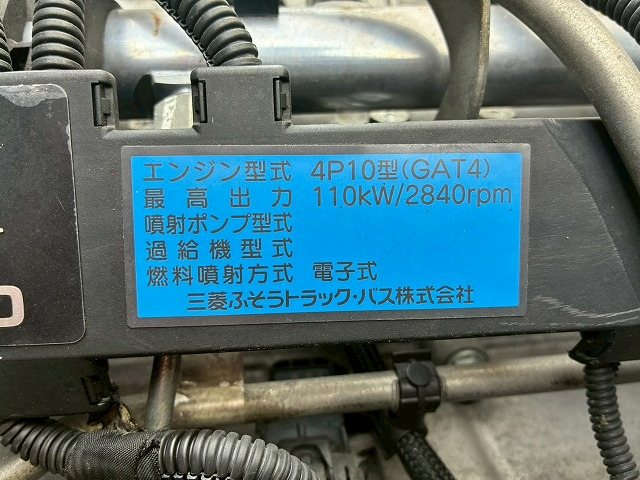 エンジン型式 4P10型(GAT4)
最高出力 110kW/2840rpm
噴射ポンプ型式
過給機型式
燃料噴射方式 電子式
三菱ふそうトラック・バス株式会社